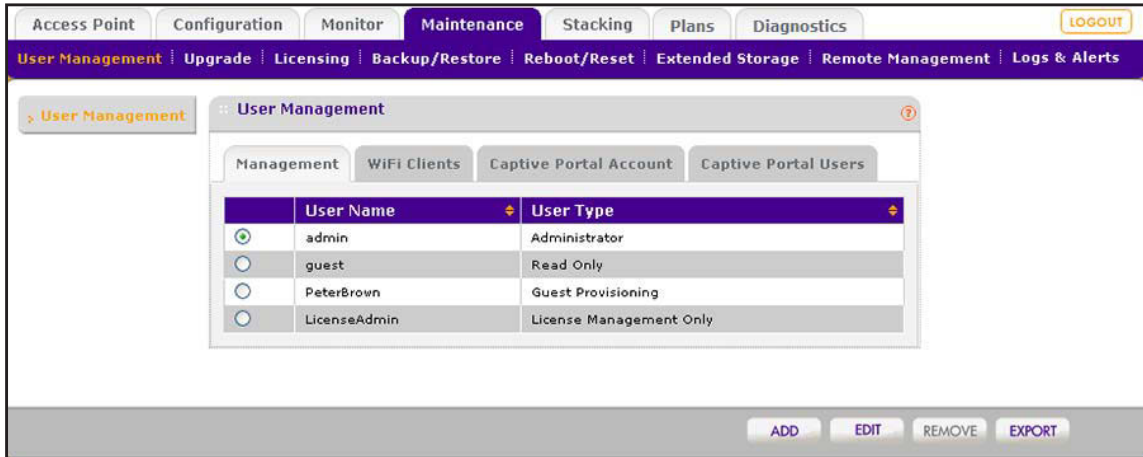 Access Point Configuration Monitor Maintenance Stacking Plans Diagnostics LOGOUT
User Management Upgrade Licensing Backup/Restore Reboot/Reset Extended Storage Remote Management Logs & Alerts
User Management
User Management ?
Management WiFi Clients Captive Portal Account Captive Portal Users
User Name User Type
admin Administrator
guest Read Only
PeterBrown Guest Provisioning
LicenseAdmin License Management Only
ADD EDIT REMOVE EXPORT